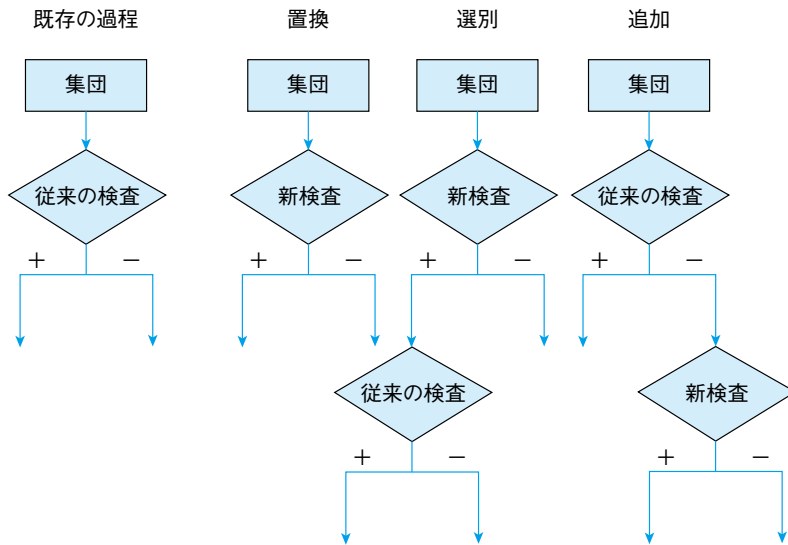 既存の過程
置換
選別
追加
集団
集団
集団
集団
従来の検査
新検査
新検査
従来の検査
＋ －
＋ －
＋ －
＋ －
従来の検査
新検査
＋ －
＋ －